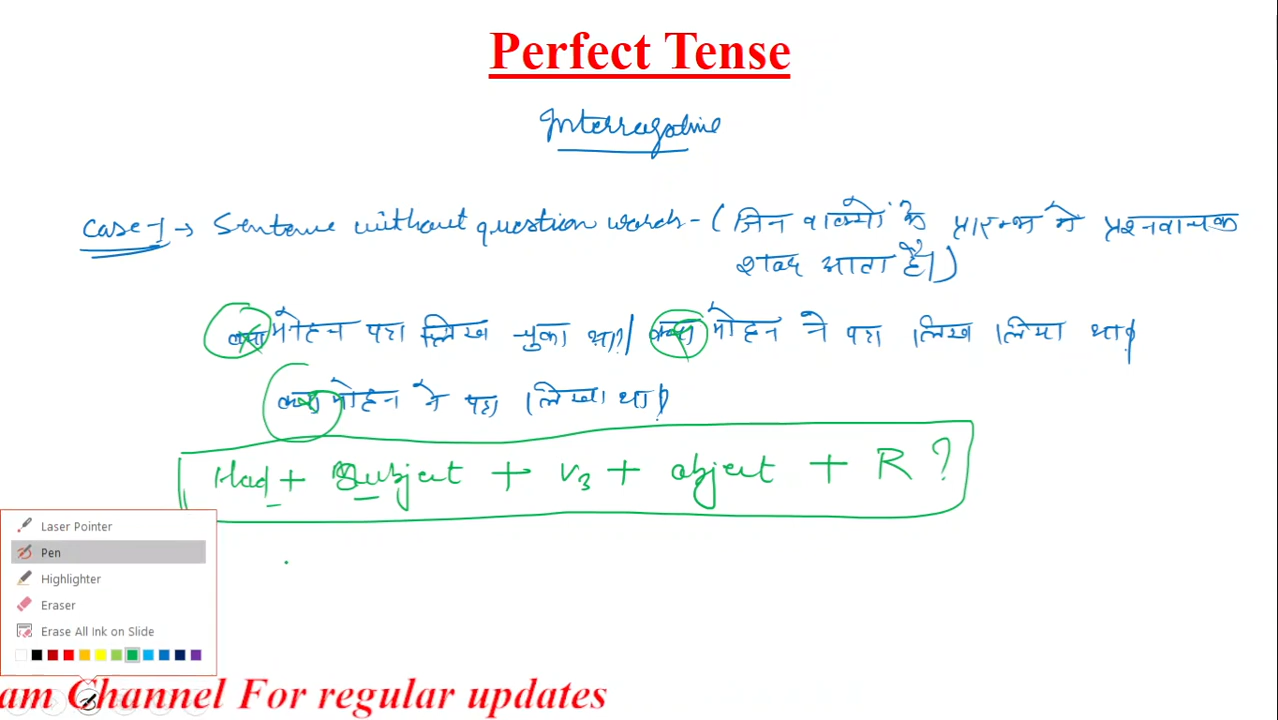 Perfect Tense
Interrogative
Case-1 → Sentence without question words - (जिन वाक्यों के प्रारम्भ मे प्रश्नवाचक
शब्द आता है।)
क्या मोहन पत्र लिख चुका था?/ क्या मोहन ने पत्र लिख लिया था?
क्या मोहन ने पत्र लिखा था?
Had + Subject + V3 + object + R ?
Laser Pointer
Pen
Highlighter
Eraser
Erase All Ink on Slide
am Channel For regular updates